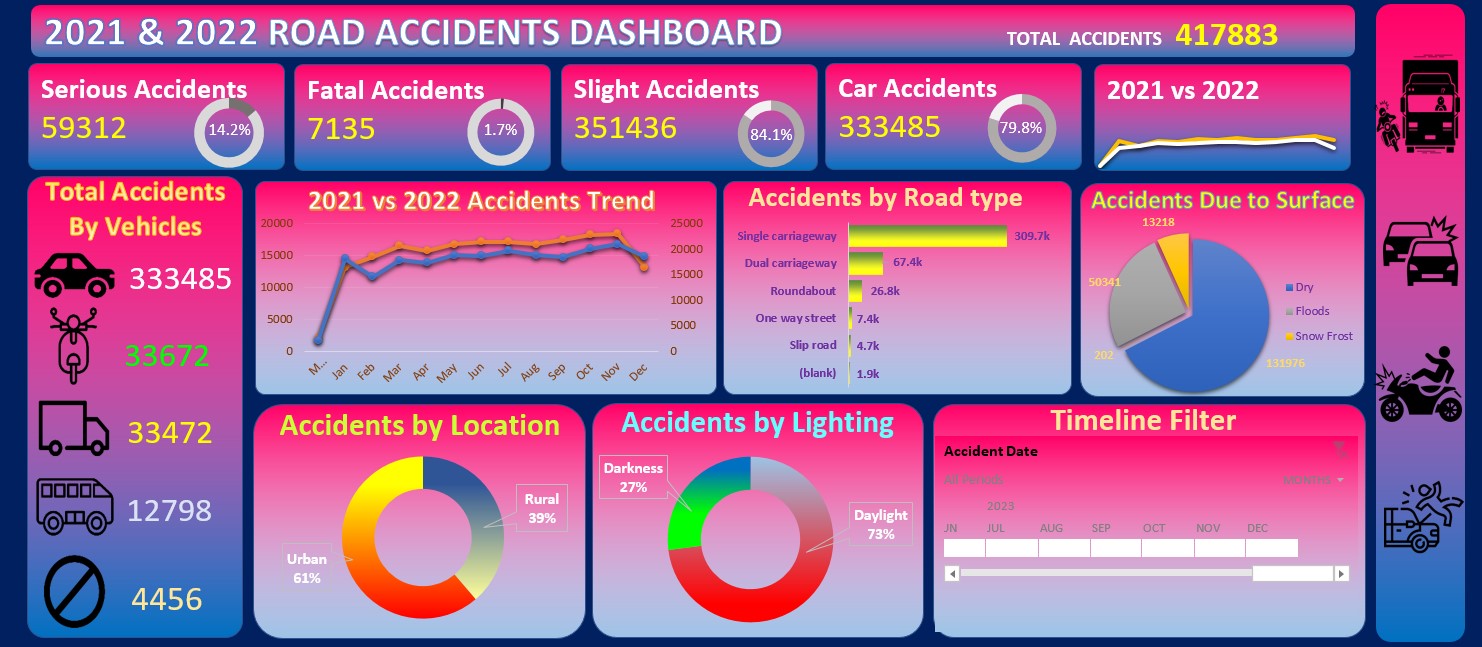 2021 & 2022 ROAD ACCIDENTS DASHBOARD
TOTAL ACCIDENTS 417883
Serious Accidents
59312
14.2%
Fatal Accidents
7135
1.7%
Slight Accidents
351436
84.1%
Car Accidents
333485
79.8%
2021 vs 2022
Total Accidents
By Vehicles
333485
33672
33472
12798
4456
2021 vs 2022 Accidents Trend
20000
15000
10000
5000
0
25000
20000
15000
10000
5000
0
M...
Jan
Feb
Mar
Apr
May
Jun
Jul
Aug
Sep
Oct
Nov
Dec
Accidents by Road type
Single carriageway 309.7k
Dual carriageway 67.4k
Roundabout 26.8k
One way street 7.4k
Slip road 4.7k
(blank) 1.9k
Accidents Due to Surface
13218
50341
202
131976
Dry
Floods
Snow Frost
Accidents by Location
Rural
39%
Urban
61%
Accidents by Lighting
Darkness
27%
Daylight
73%
Timeline Filter
Accident Date
All Periods
MONTHS
2023
JN JUL AUG SEP OCT NOV DEC